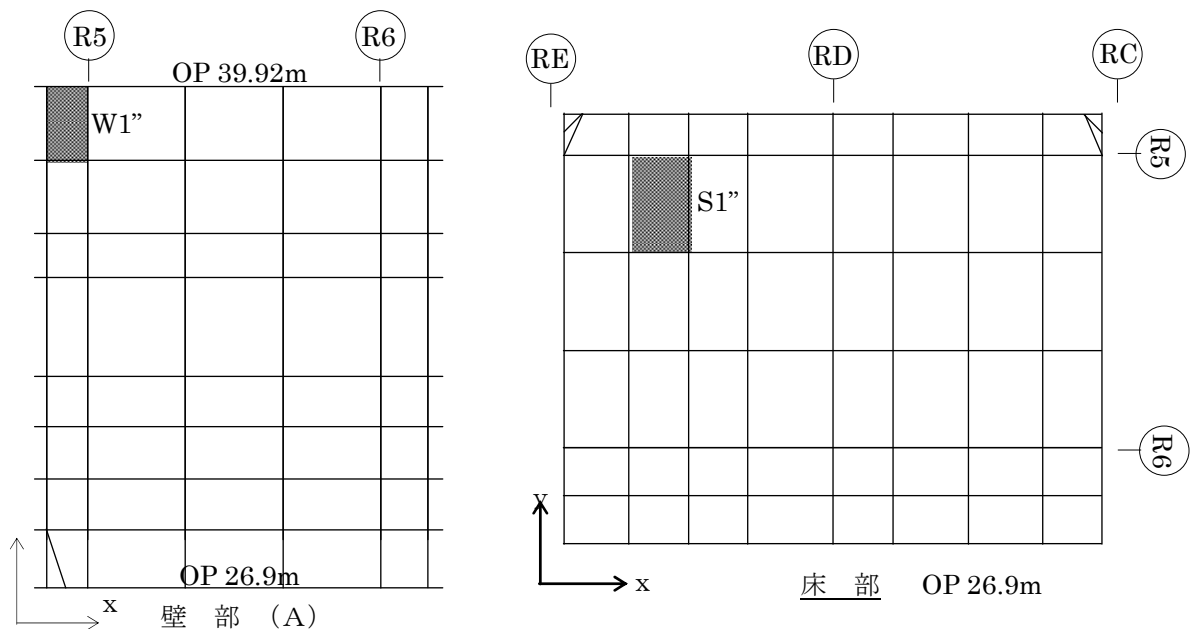 R5
R6
OP 39.92m
W1”
OP 26.9m
x
壁 部 （A）
RE
RD
RC
R5
S1”
R6
y
x
床 部 OP 26.9m